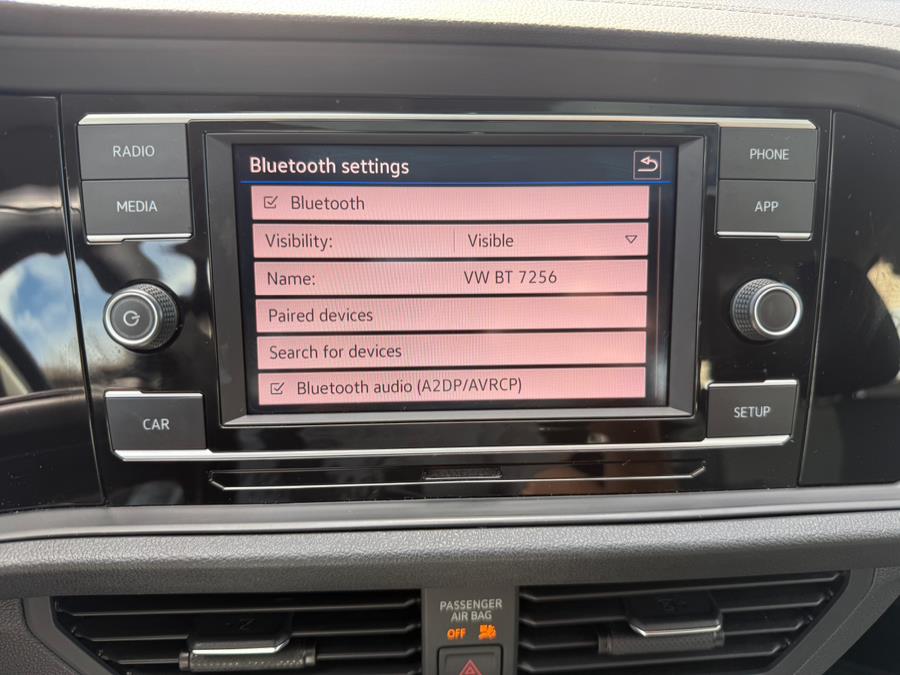 RADIO
MEDIA
CAR
Bluetooth settings
Bluetooth
Visibility: Visible
Name: VW BT 7256
Paired devices
Search for devices
Bluetooth audio (A2DP/AVRCP)
PHONE
APP
SETUP
PASSENGER
AIR BAG
OFF